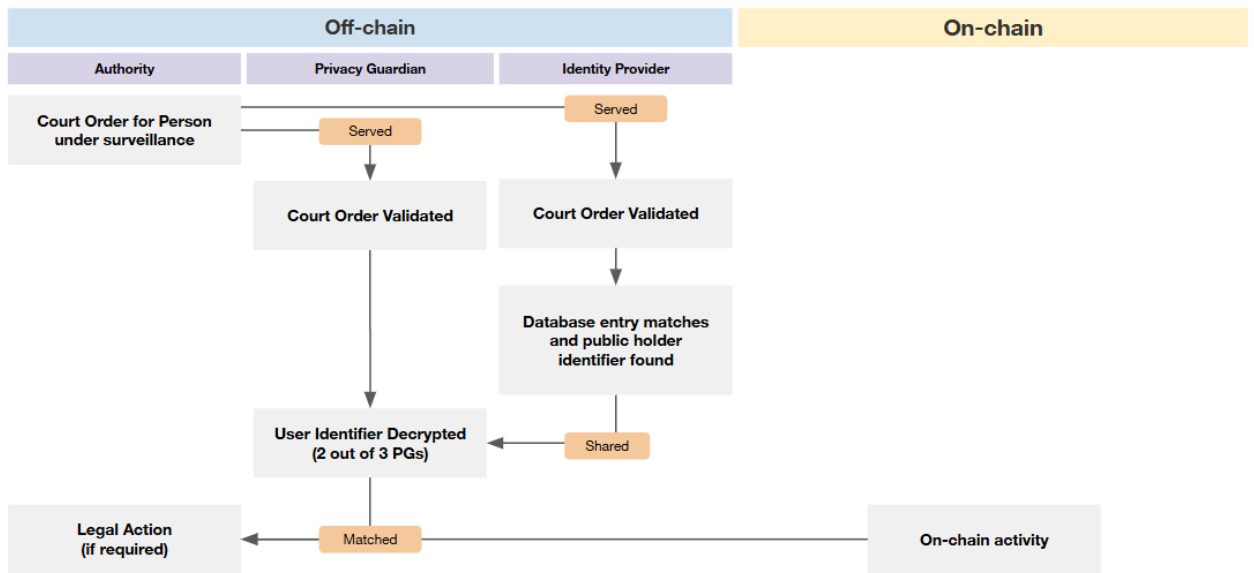 Off-chain
On-chain
Authority
Privacy Guardian
Identity Provider
Court Order for Person
under surveillance
Served
Served
Court Order Validated
Court Order Validated
Database entry matches
and public holder
identifier found
User Identifier Decrypted
(2 out of 3 PGs)
Shared
Legal Action
(if required)
Matched
On-chain activity